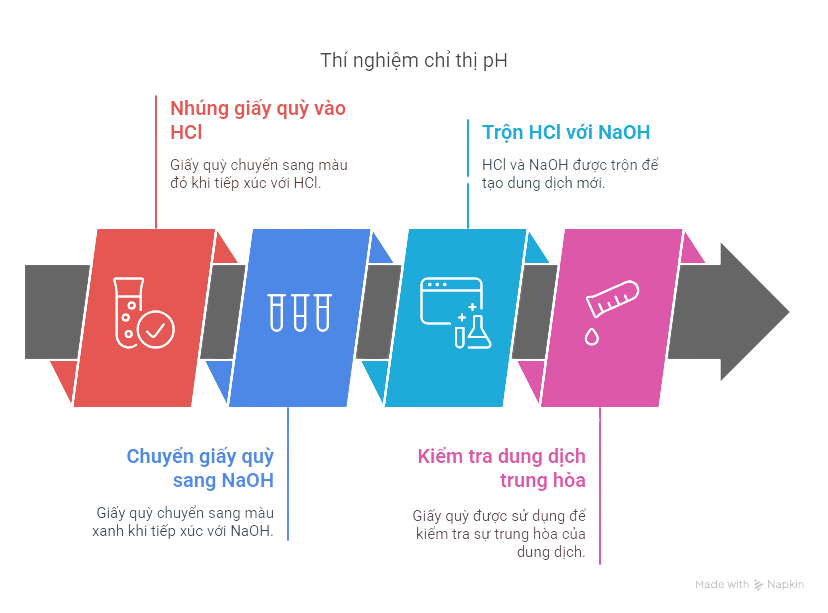 Thí nghiệm chỉ thị pH
Nhúng giấy quỳ vào
HCl
Giấy quỳ chuyển sang màu
đỏ khi tiếp xúc với HCl.
Trộn HCl với NaOH
HCl và NaOH được trộn để
tạo dung dịch mới.
Chuyển giấy quỳ
sang NaOH
Giấy quỳ chuyển sang màu
xanh khi tiếp xúc với NaOH.
Kiểm tra dung dịch
trung hòa
Giấy quỳ được sử dụng để
kiểm tra sự trung hòa của
dung dịch.
Made with Napkin